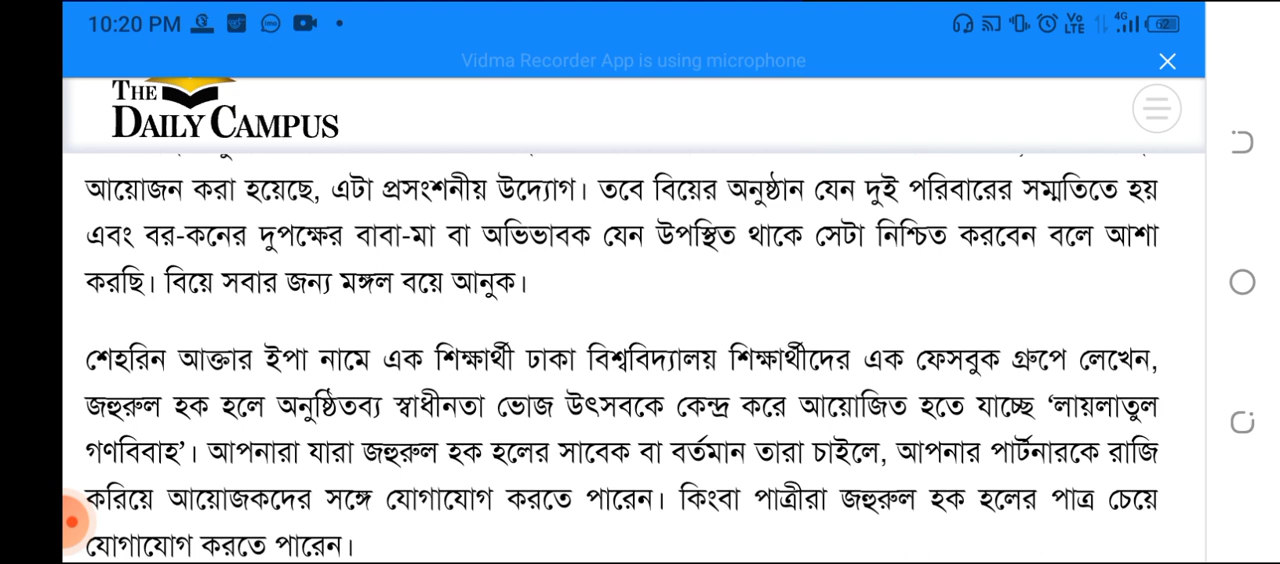 10:20 PM
Vo
LTE
4G
62
Vidma Recorder App is using microphone
THE
DAILY CAMPUS
আয়োজন করা হয়েছে, এটা প্রসংশনীয় উদ্যোগ। তবে বিয়ের অনুষ্ঠান যেন দুই পরিবারের সম্মতিতে হয়
এবং বর-কনের দুপক্ষের বাবা-মা বা অভিভাবক যেন উপস্থিত থাকে সেটা নিশ্চিত করবেন বলে আশা
করছি। বিয়ে সবার জন্য মঙ্গল বয়ে আনুক।
শেহরিন আক্তার ইপা নামে এক শিক্ষার্থী ঢাকা বিশ্ববিদ্যালয় শিক্ষার্থীদের এক ফেসবুক গ্রুপে লেখেন,
জহুরুল হক হলে অনুষ্ঠিতব্য স্বাধীনতা ভোজ উৎসবকে কেন্দ্র করে আয়োজিত হতে যাচ্ছে ‘লায়লাতুল
গণবিবাহ’। আপনারা যারা জহুরুল হক হলের সাবেক বা বর্তমান তারা চাইলে, আপনার পার্টনারকে রাজি
করিয়ে আয়োজকদের সঙ্গে যোগাযোগ করতে পারেন। কিংবা পাত্রীরা জহুরুল হক হলের পাত্র চেয়ে
যোগাযোগ করতে পারেন।